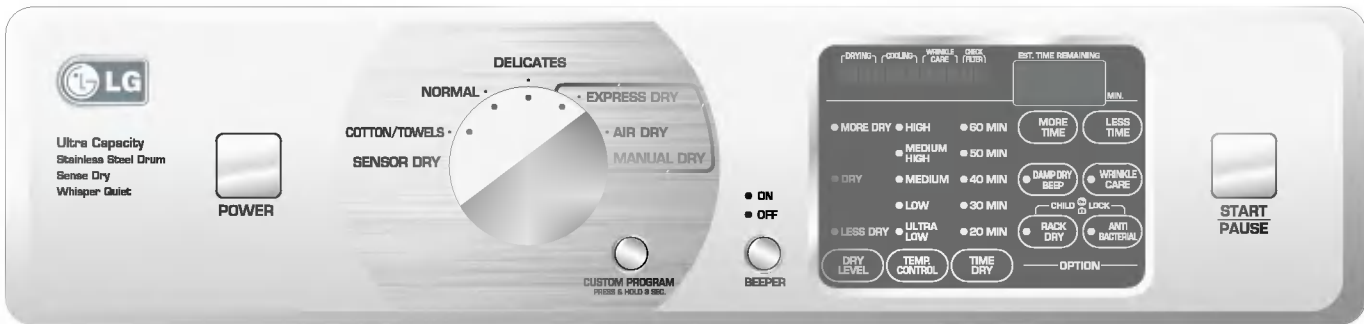 LG
Ultra Capacity
Stainless Steel Drum
Sense Dry
Whisper Quiet
POWER
DELICATES
NORMAL
EXPRESS DRY
COTTON/TOWELS
AIR DRY
SENSOR DRY
MANUAL DRY
CUSTOM PROGRAM
PRESS & HOLD 3 SEC.
ON
OFF
BEEPER
DRYING COOLING WRINKLE CARE CHECK FILTER
EST. TIME REMAINING
MIN.
MORE DRY HIGH 60 MIN
MORE TIME
LESS TIME
MEDIUM HIGH 50 MIN
DRY MEDIUM 40 MIN
DAMP DRY BEEP
WRINKLE CARE
LOW 30 MIN
CHILD LOCK
LESS DRY ULTRA LOW 20 MIN
RACK DRY
ANTI BACTERIAL
DRY LEVEL
TEMP. CONTROL
TIME DRY
OPTION
START
PAUSE